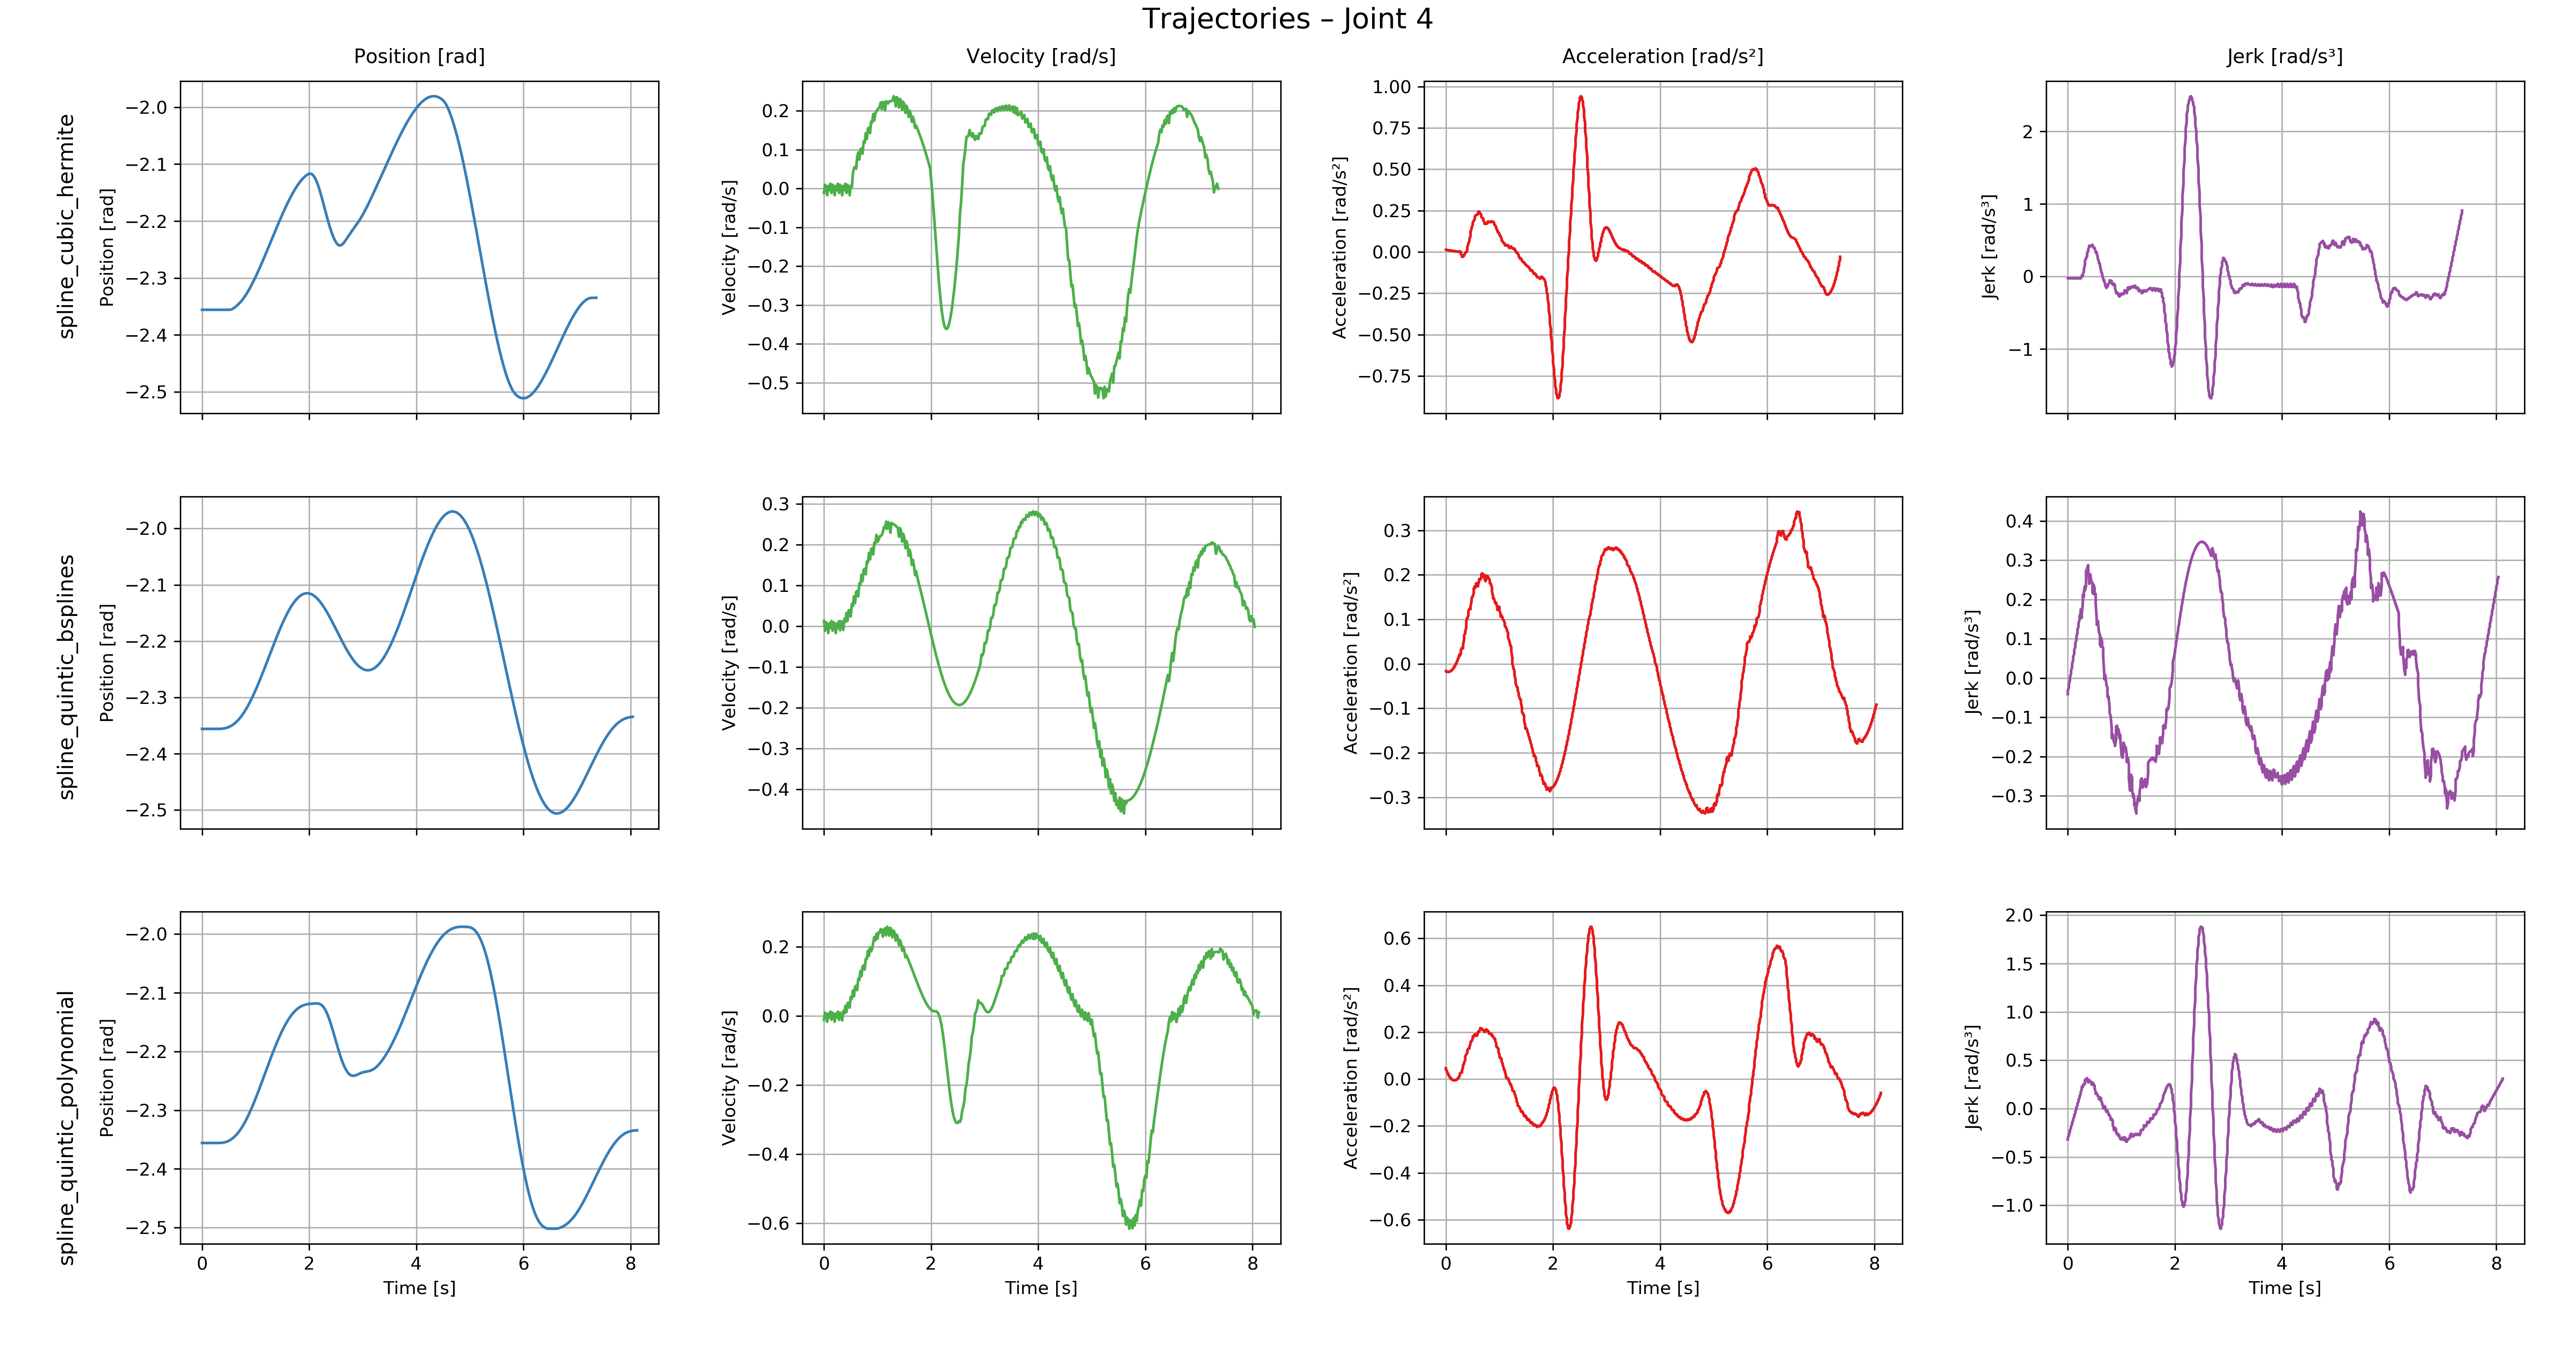 Trajectories – Joint 4
Position [rad]
Velocity [rad/s]
Acceleration [rad/s²]
Jerk [rad/s³]
spline_cubic_hermite
Position [rad]
−2.0
−2.1
−2.2
−2.3
−2.4
−2.5
Velocity [rad/s]
0.2
0.1
0.0
−0.1
−0.2
−0.3
−0.4
−0.5
Acceleration [rad/s²]
1.00
0.75
0.50
0.25
0.00
−0.25
−0.50
−0.75
Jerk [rad/s³]
2
1
0
−1
spline_quintic_bsplines
Position [rad]
−2.0
−2.1
−2.2
−2.3
−2.4
−2.5
Velocity [rad/s]
0.3
0.2
0.1
0.0
−0.1
−0.2
−0.3
−0.4
Acceleration [rad/s²]
0.3
0.2
0.1
0.0
−0.1
−0.2
−0.3
Jerk [rad/s³]
0.4
0.3
0.2
0.1
0.0
−0.1
−0.2
−0.3
spline_quintic_polynomial
Position [rad]
−2.0
−2.1
−2.2
−2.3
−2.4
−2.5
0 2 4 6 8
Time [s]
Velocity [rad/s]
0.2
0.0
−0.2
−0.4
−0.6
0 2 4 6 8
Time [s]
Acceleration [rad/s²]
0.6
0.4
0.2
0.0
−0.2
−0.4
−0.6
0 2 4 6 8
Time [s]
Jerk [rad/s³]
2.0
1.5
1.0
0.5
0.0
−0.5
−1.0
0 2 4 6 8
Time [s]